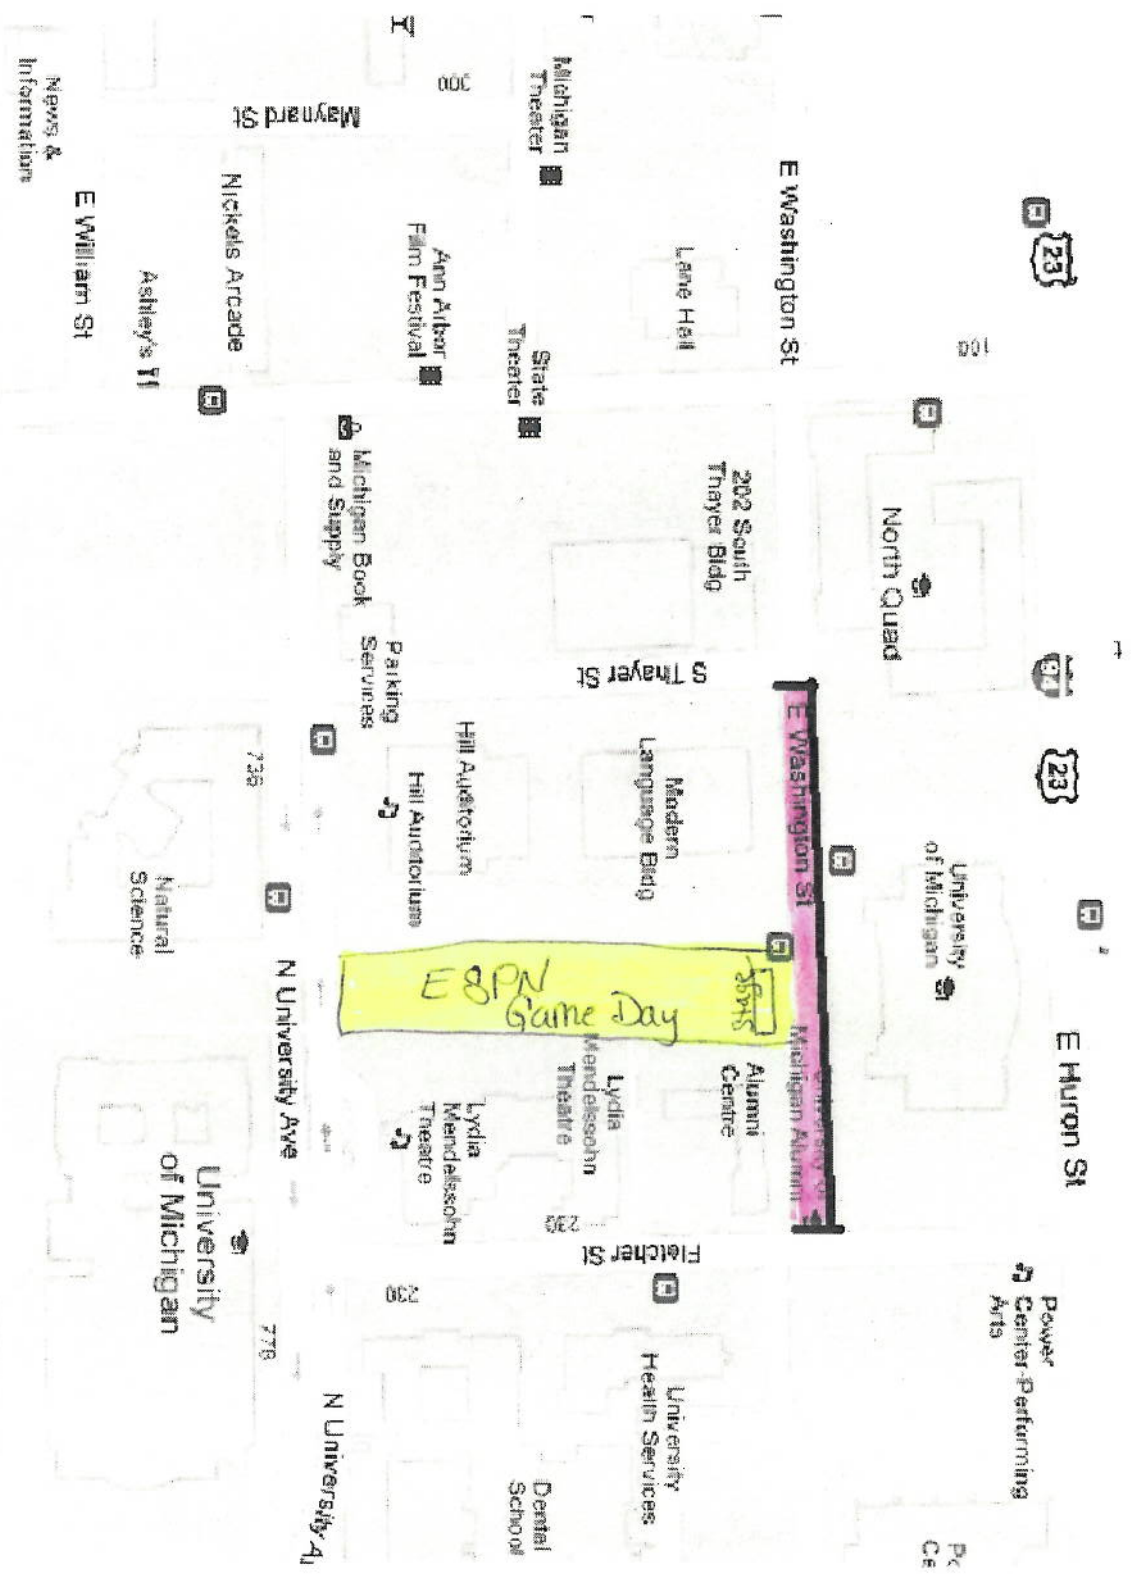 E Huron St
23
23
94
100
Power
Center-Performing
Arts
North Quad
University
of Michigan
E Washington St
E Washington St
Michigan Alumni
Lane Hall
202 South
Thayer Bldg
Stage
Alumni
Centre
S Thayer St
Fletcher St
Michigan
Theater
State
Theater
Modern
Language Bldg
Lydia
Mendelssohn
Theatre
230
University
Health Services
300
Ann Arbor
Film Festival
Hill Auditorium
Hill Auditorium
ESPN
Game Day
Lydia
Mendelssohn
Theatre
230
Dental
School
Maynard St
Michigan Book
and Supply
Parking
Services
N University Ave
N University A
Nickels Arcade
Ashley's
736
778
E William St
Natural
Science
University
of Michigan
News &
Information